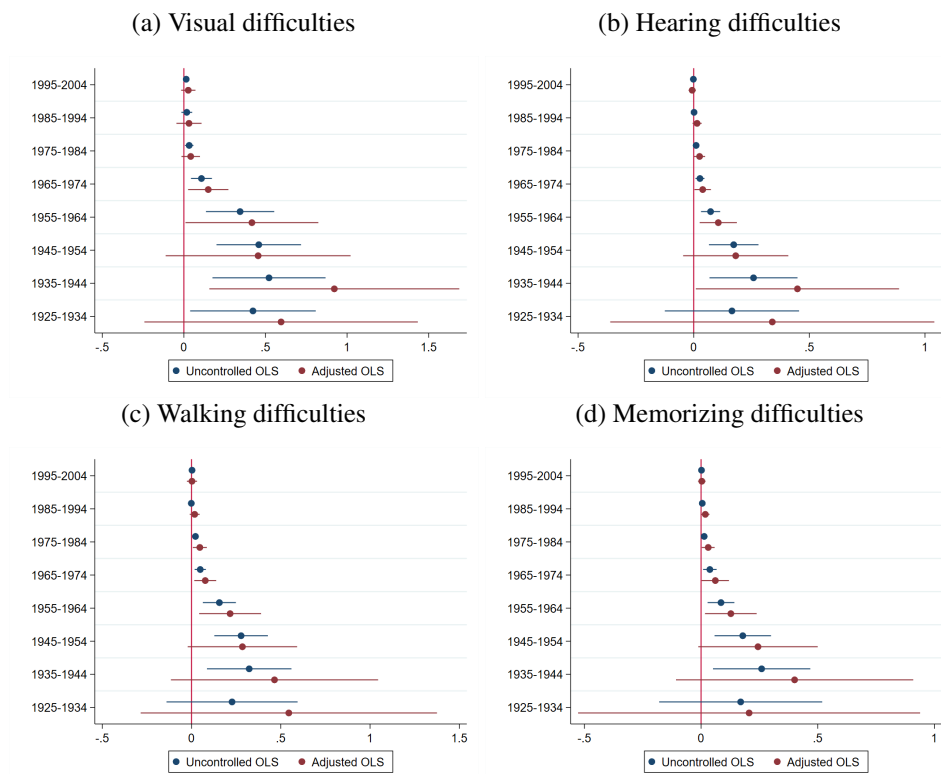 (a) Visual difficulties
1995-2004
1985-1994
1975-1984
1965-1974
1955-1964
1945-1954
1935-1944
1925-1934
-.5 0 .5 1 1.5
Uncontrolled OLS Adjusted OLS
(b) Hearing difficulties
1995-2004
1985-1994
1975-1984
1965-1974
1955-1964
1945-1954
1935-1944
1925-1934
-.5 0 .5 1
Uncontrolled OLS Adjusted OLS
(c) Walking difficulties
1995-2004
1985-1994
1975-1984
1965-1974
1955-1964
1945-1954
1935-1944
1925-1934
-.5 0 .5 1 1.5
Uncontrolled OLS Adjusted OLS
(d) Memorizing difficulties
1995-2004
1985-1994
1975-1984
1965-1974
1955-1964
1945-1954
1935-1944
1925-1934
-.5 0 .5 1
Uncontrolled OLS Adjusted OLS